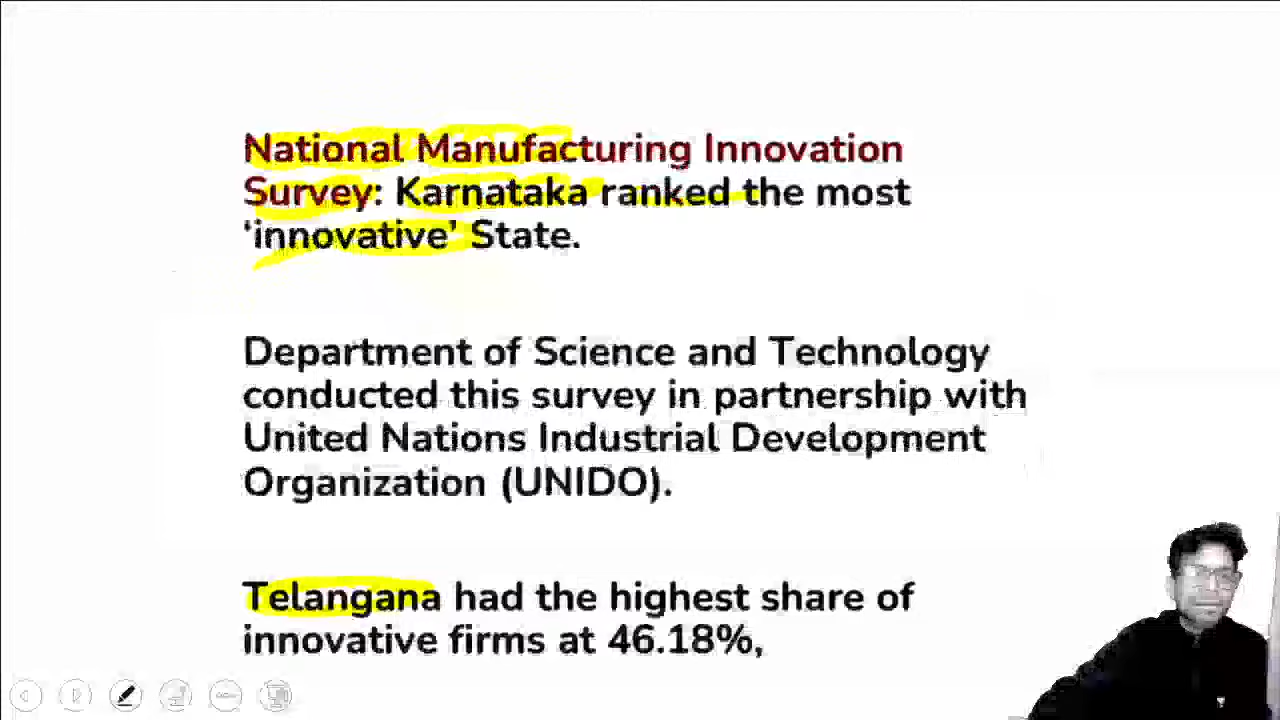 National Manufacturing Innovation
Survey: Karnataka ranked the most
‘innovative’ State.
Department of Science and Technology
conducted this survey in partnership with
United Nations Industrial Development
Organization (UNIDO).
Telangana had the highest share of
innovative firms at 46.18%,